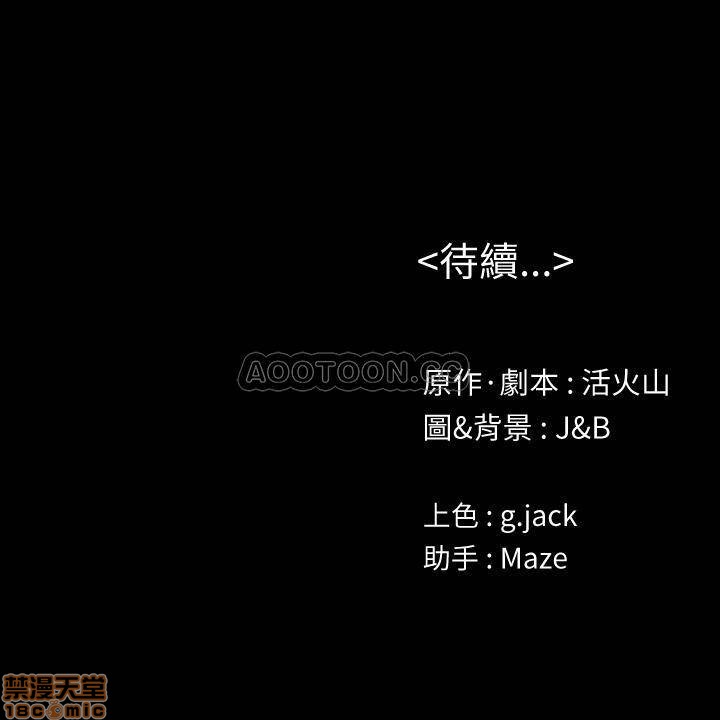 <待續...>
AOOTOON.CC
原作·劇本 : 活火山
圖&背景 : J&B
上色 : g.jack
助手 : Maze
禁漫天堂
18comic